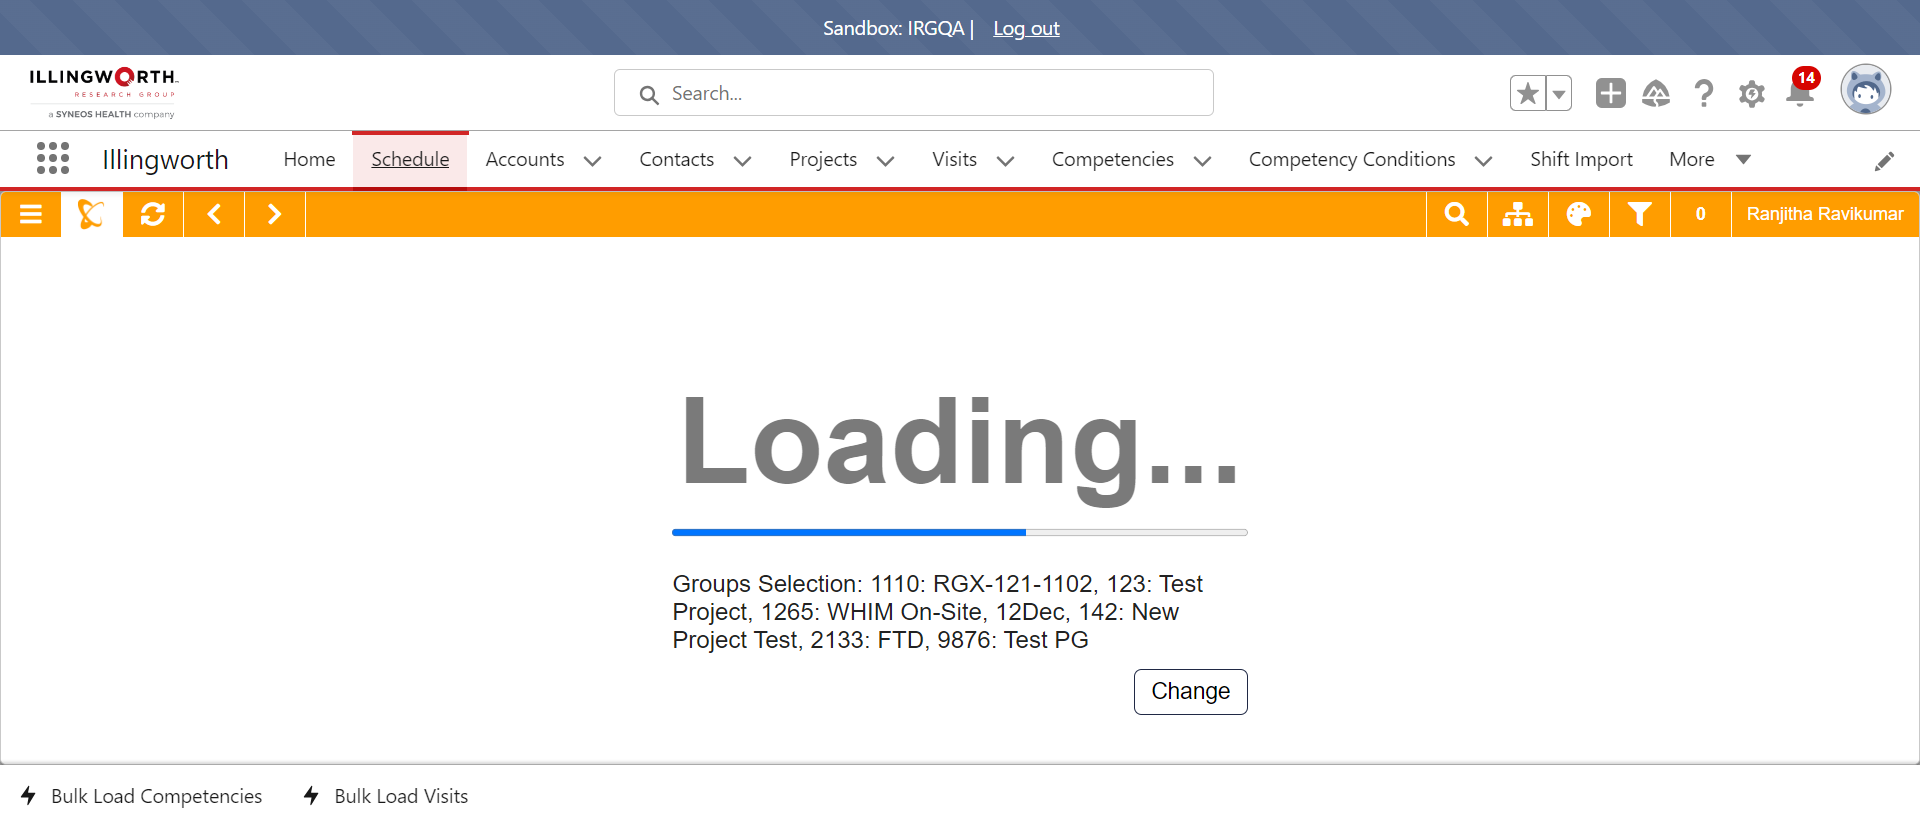 Sandbox: IRGQA | Log out
ILLINGWORTH
RESEARCH GROUP
a SYNEOS HEALTH company
Search...
14
Illingworth Home Schedule Accounts Contacts Projects Visits Competencies Competency Conditions Shift Import More
0 Ranjitha Ravikumar
Loading...
Groups Selection: 1110: RGX-121-1102, 123: Test
Project, 1265: WHIM On-Site, 12Dec, 142: New
Project Test, 2133: FTD, 9876: Test PG
Change
Bulk Load Competencies Bulk Load Visits